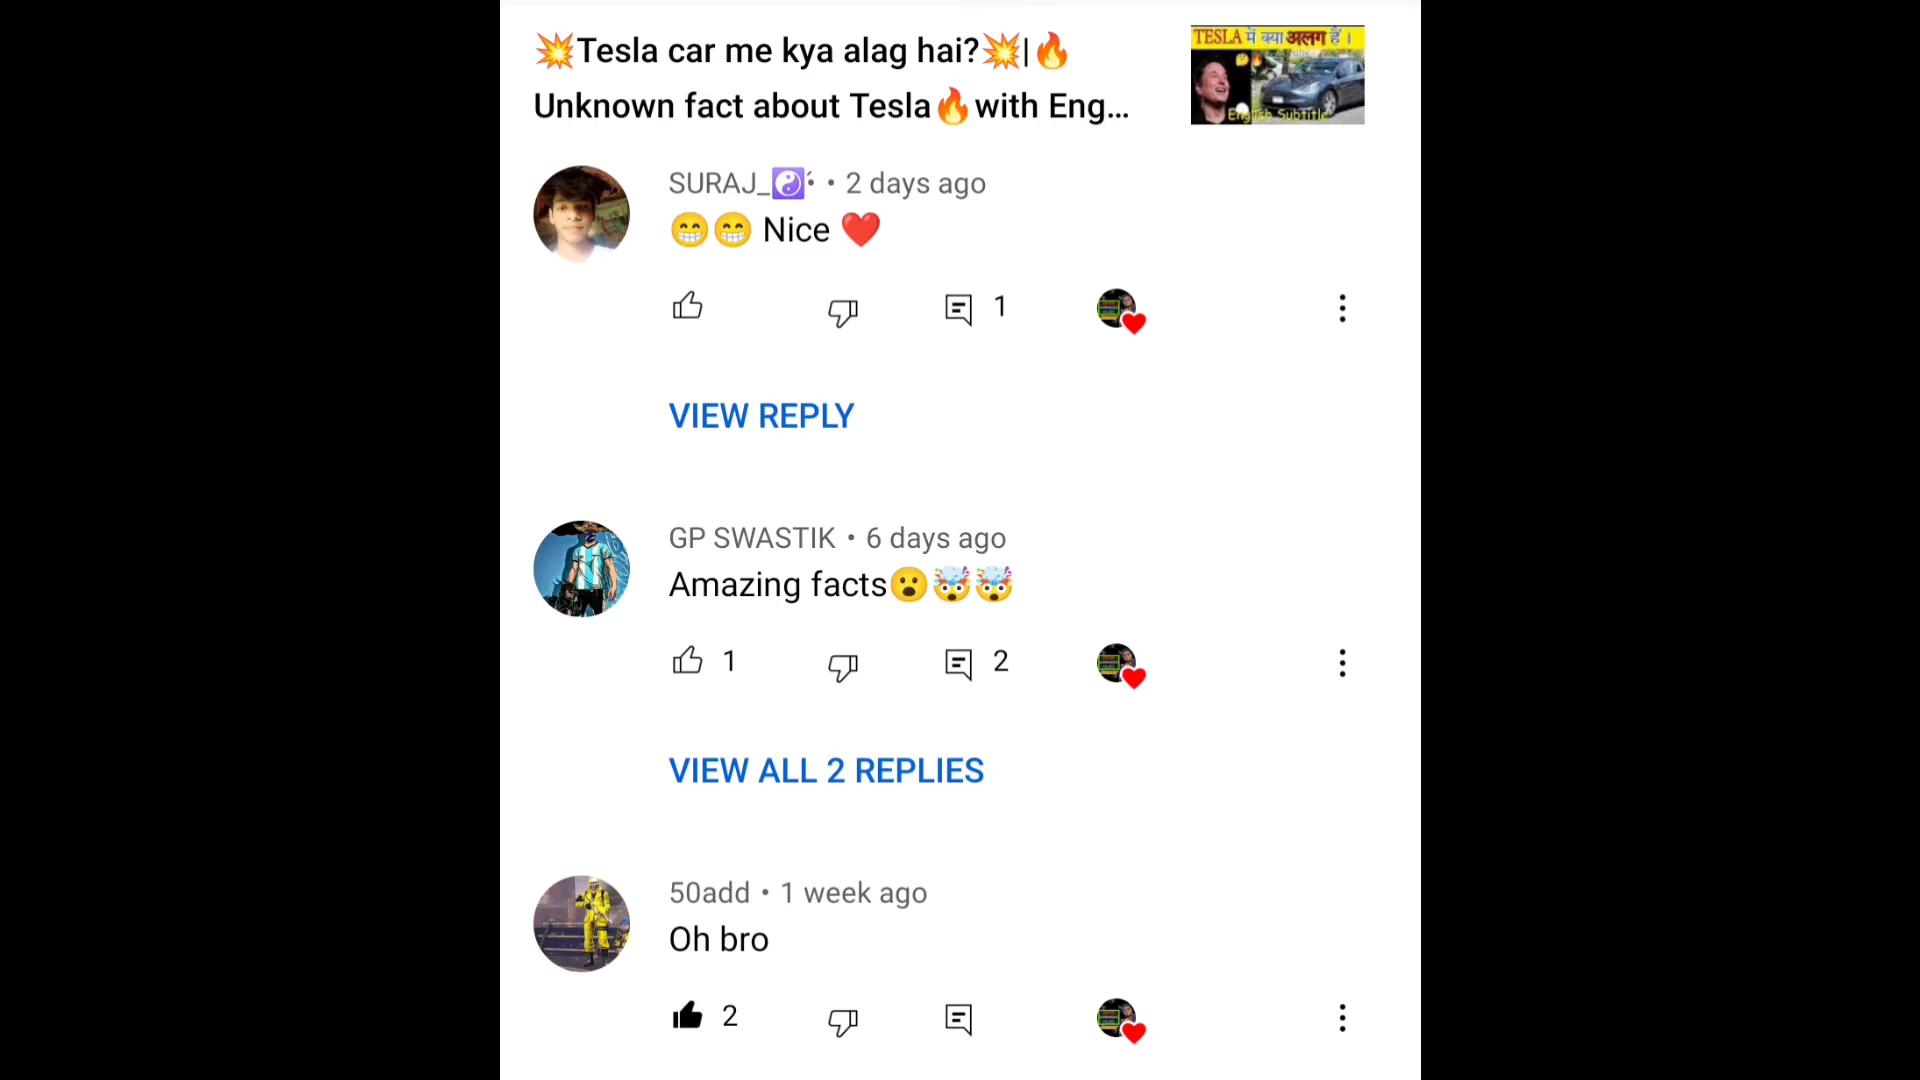 💥Tesla car me kya alag hai?💥|🔥
Unknown fact about Tesla🔥with Eng...
TESLA में क्या अलग हैं ।
English Subtitle
SURAJ_☯️ • 2 days ago
😁😁 Nice ❤️
1
VIEW REPLY
GP SWASTIK • 6 days ago
Amazing facts😮🤯🤯
1
2
VIEW ALL 2 REPLIES
50add • 1 week ago
Oh bro
2